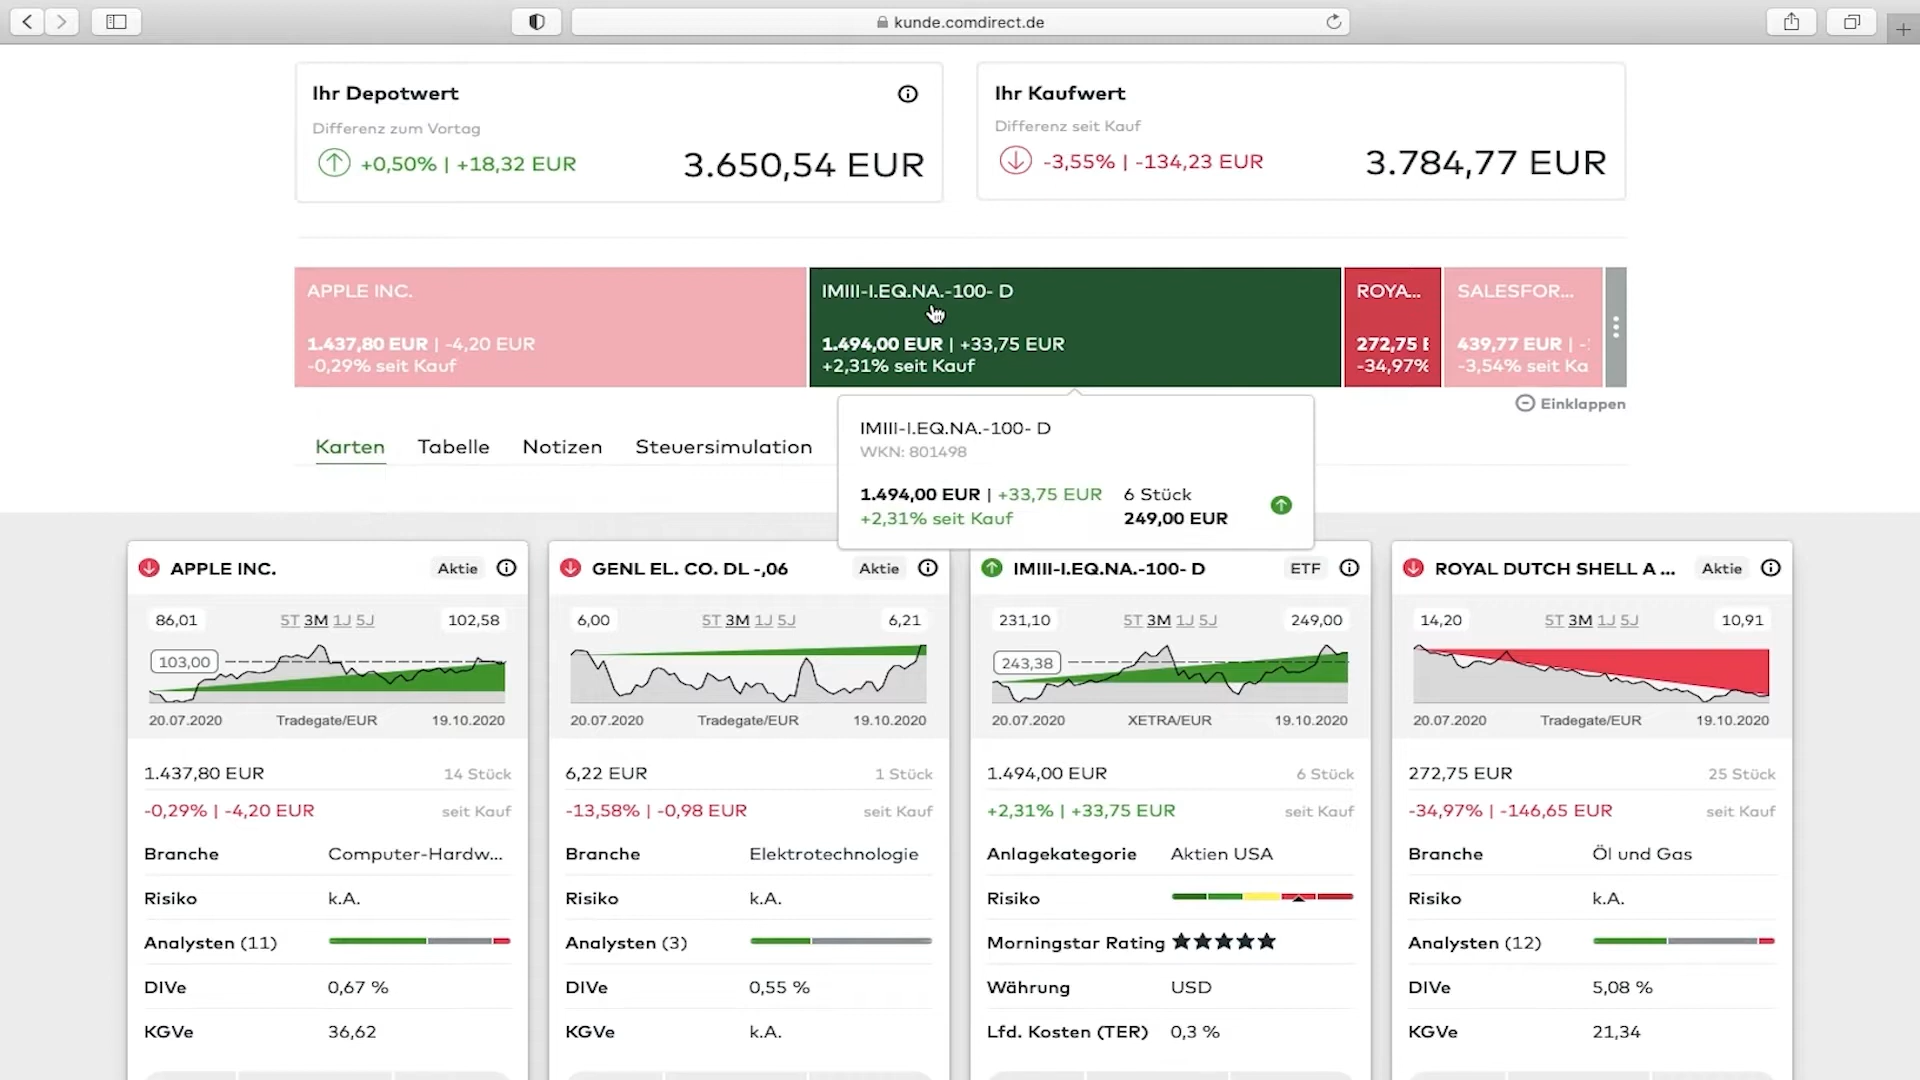 kunde.comdirect.de
Ihr Depotwert
Differenz zum Vortag
+0,50% | +18,32 EUR
3.650,54 EUR
Ihr Kaufwert
Differenz seit Kauf
-3,55% | -134,23 EUR
3.784,77 EUR
APPLE INC.
1.437,80 EUR | -4,20 EUR
-0,29% seit Kauf
IMIII-I.EQ.NA.-100- D
1.494,00 EUR | +33,75 EUR
+2,31% seit Kauf
ROYA...
272,75 E
-34,97%
SALESFOR...
439,77 EUR | -
-3,54% seit Ka
Einklappen
Karten Tabelle Notizen Steuersimulation
IMIII-I.EQ.NA.-100- D
WKN: 801498
1.494,00 EUR | +33,75 EUR 6 Stück
+2,31% seit Kauf 249,00 EUR
APPLE INC. Aktie
86,01 5T 3M 1J 5J 102,58
103,00
20.07.2020 Tradegate/EUR 19.10.2020
1.437,80 EUR 14 Stück
-0,29% | -4,20 EUR seit Kauf
Branche Computer-Hardw...
Risiko k.A.
Analysten (11)
DIVe 0,67 %
KGVe 36,62
GENL EL. CO. DL -,06 Aktie
6,00 5T 3M 1J 5J 6,21
20.07.2020 Tradegate/EUR 19.10.2020
6,22 EUR 1 Stück
-13,58% | -0,98 EUR seit Kauf
Branche Elektrotechnologie
Risiko k.A.
Analysten (3)
DIVe 0,55 %
KGVe k.A.
IMIII-I.EQ.NA.-100- D ETF
231,10 5T 3M 1J 5J 249,00
243,38
20.07.2020 XETRA/EUR 19.10.2020
1.494,00 EUR 6 Stück
+2,31% | +33,75 EUR seit Kauf
Anlagekategorie Aktien USA
Risiko
Morningstar Rating ★★★★★
Währung USD
Lfd. Kosten (TER) 0,3 %
ROYAL DUTCH SHELL A ... Aktie
14,20 5T 3M 1J 5J 10,91
20.07.2020 Tradegate/EUR 19.10.2020
272,75 EUR 25 Stück
-34,97% | -146,65 EUR seit Kauf
Branche Öl und Gas
Risiko k.A.
Analysten (12)
DIVe 5,08 %
KGVe 21,34